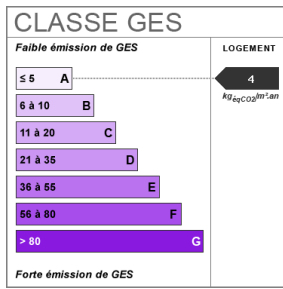 CLASSE GES
Faible émission de GES
LOGEMENT
≤ 5 A
4
kgéqCO2/m².an
6 à 10 B
11 à 20 C
21 à 35 D
36 à 55 E
56 à 80 F
> 80 G
Forte émission de GES